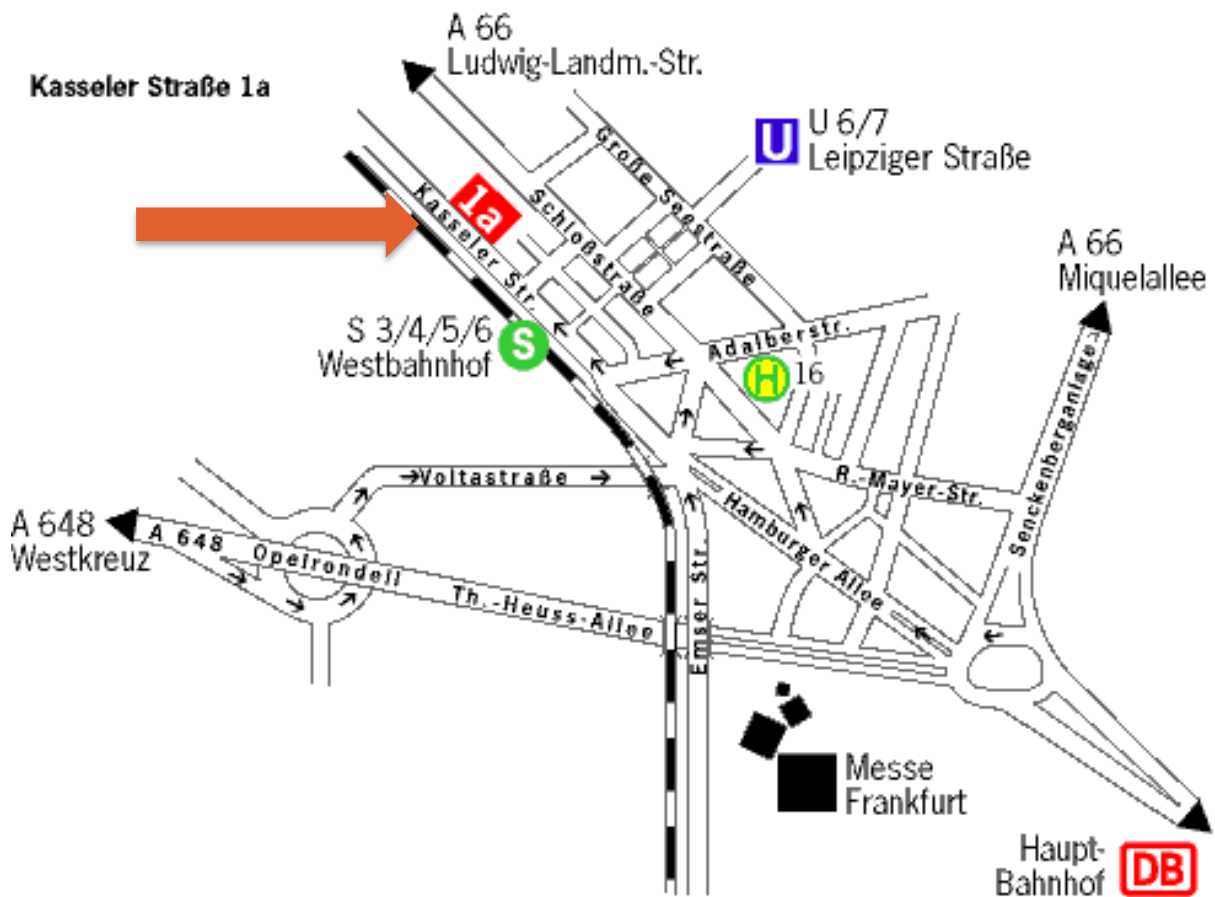 A 66
Ludwig-Landm.-Str.
Kasseler Straße 1a
U
U 6/7
Leipziger Straße
Große Seestraße
1a
Schloßstraße
Kasseler Str.
A 66
Miquelallee
S 3/4/5/6
Westbahnhof
S
Adalberstr.
H
16
Senckenberganlage
Voltastraße
R.-Mayer-Str.
Hamburger Allee
A 648
Westkreuz
A 648
Opelrondell
Th.-Heuss-Allee
Emser Str.
Messe
Frankfurt
Haupt-
Bahnhof
DB